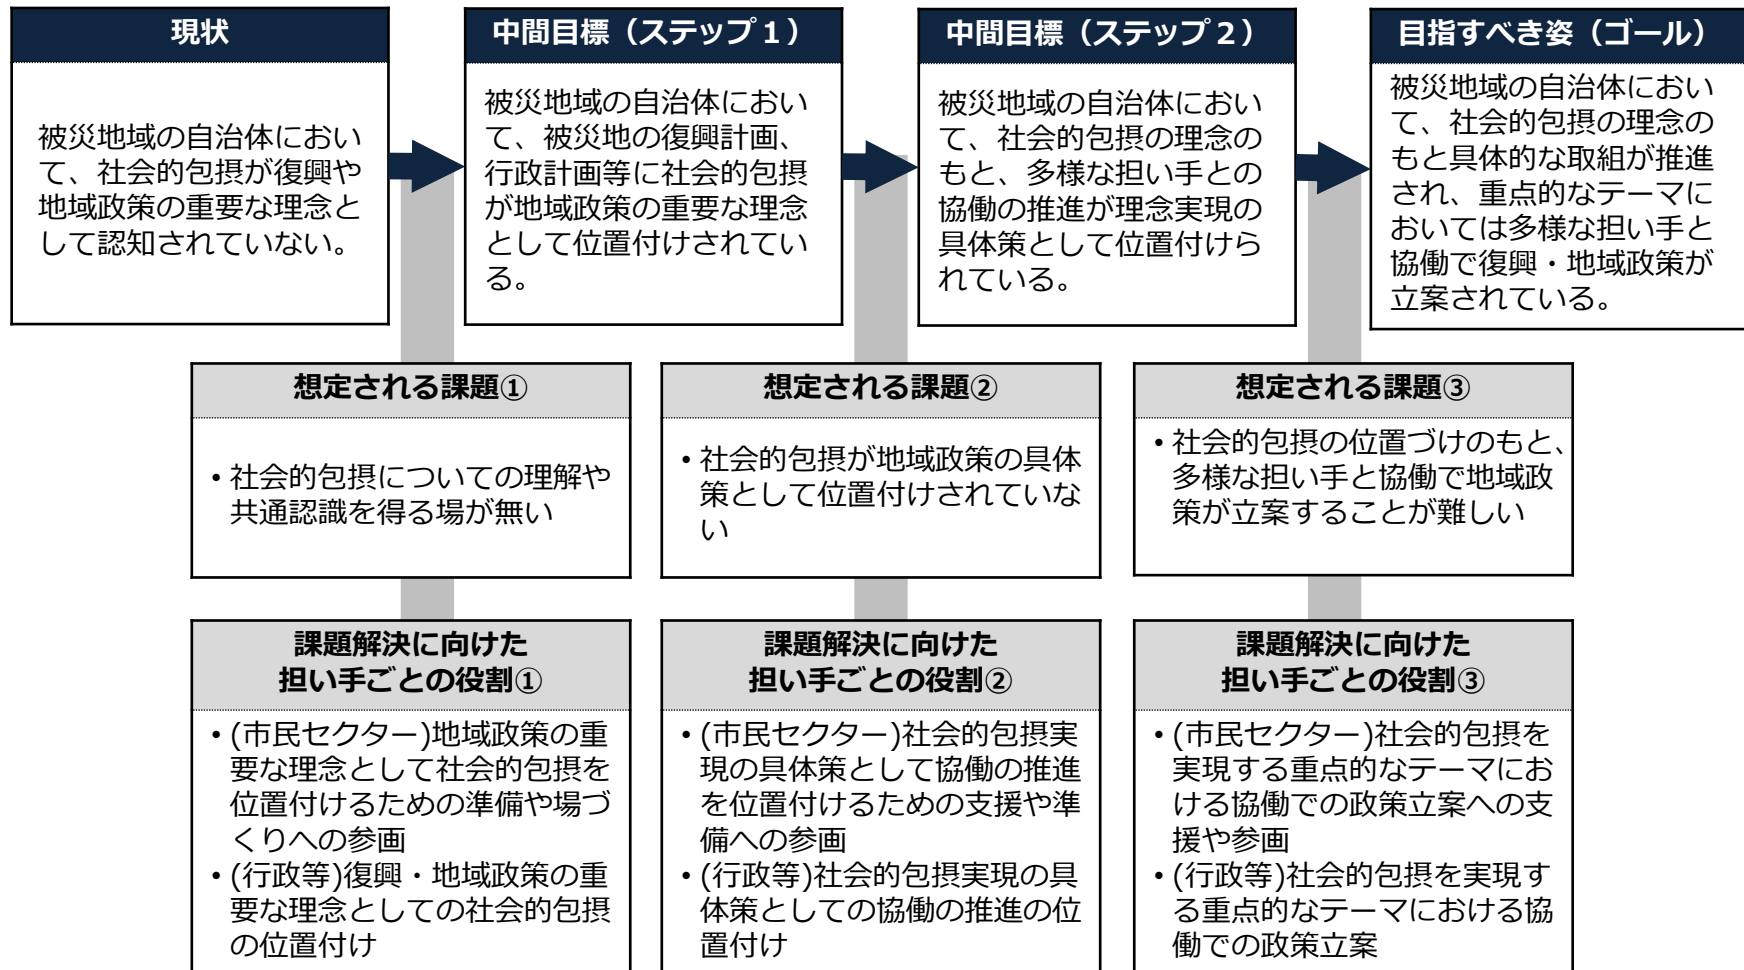 現状
被災地域の自治体におい
て、社会的包摂が復興や
地域政策の重要な理念と
して認知されていない。
中間目標（ステップ１）
被災地域の自治体におい
て、被災地の復興計画、
行政計画等に社会的包摂
が地域政策の重要な理念
として位置付けされてい
る。
中間目標（ステップ２）
被災地域の自治体におい
て、社会的包摂の理念の
もと、多様な担い手との
協働の推進が理念実現の
具体策として位置付けら
れている。
目指すべき姿（ゴール）
被災地域の自治体におい
て、社会的包摂の理念の
もと具体的な取組が推進
され、重点的なテーマに
おいては多様な担い手と
協働で復興・地域政策が
立案されている。
想定される課題①
• 社会的包摂についての理解や
共通認識を得る場が無い
想定される課題②
• 社会的包摂が地域政策の具体
策として位置付けされていな
い
想定される課題③
• 社会的包摂の位置づけのもと、
多様な担い手と協働で地域政
策が立案することが難しい
課題解決に向けた
担い手ごとの役割①
• (市民セクター)地域政策の重
要な理念として社会的包摂を
位置付けるための準備や場づ
くりへの参画
• (行政等)復興・地域政策の重
要な理念としての社会的包摂
の位置付け
課題解決に向けた
担い手ごとの役割②
• (市民セクター)社会的包摂実
現の具体策として協働の推進
を位置付けるための支援や準
備への参画
• (行政等)社会的包摂実現の具
体策としての協働の推進の位
置付け
課題解決に向けた
担い手ごとの役割③
• (市民セクター)社会的包摂を
実現する重点的なテーマにお
ける協働での政策立案への支
援や参画
• (行政等)社会的包摂を実現す
る重点的なテーマにおける協
働での政策立案